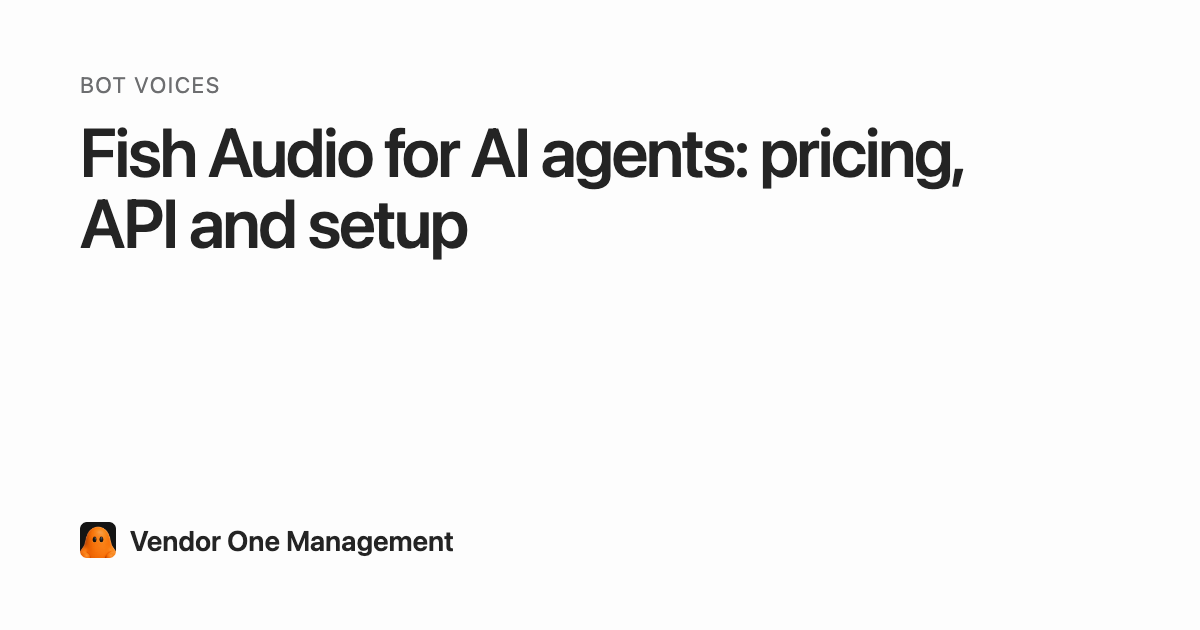 BOT VOICES
Fish Audio for AI agents: pricing,
API and setup
Vendor One Management